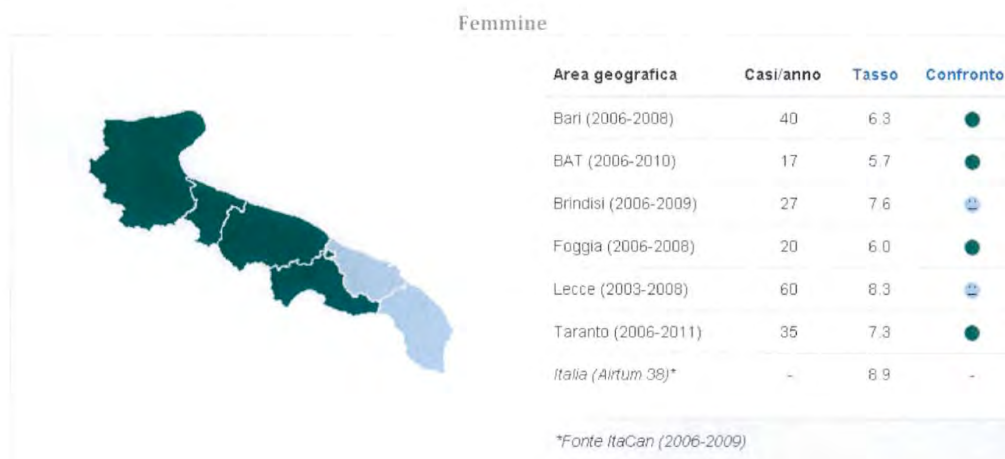 Femmine
Area geografica Casi/anno Tasso Confronto
Bari (2006-2008) 40 6.3
BAT (2006-2010) 17 5.7
Brindisi (2006-2009) 27 7.6
Foggia (2006-2008) 20 6.0
Lecce (2003-2008) 60 8.3
Taranto (2006-2011) 35 7.3
Italia (Airtum 38)* - 8.9 -
*Fonte ItaCan (2006-2009)